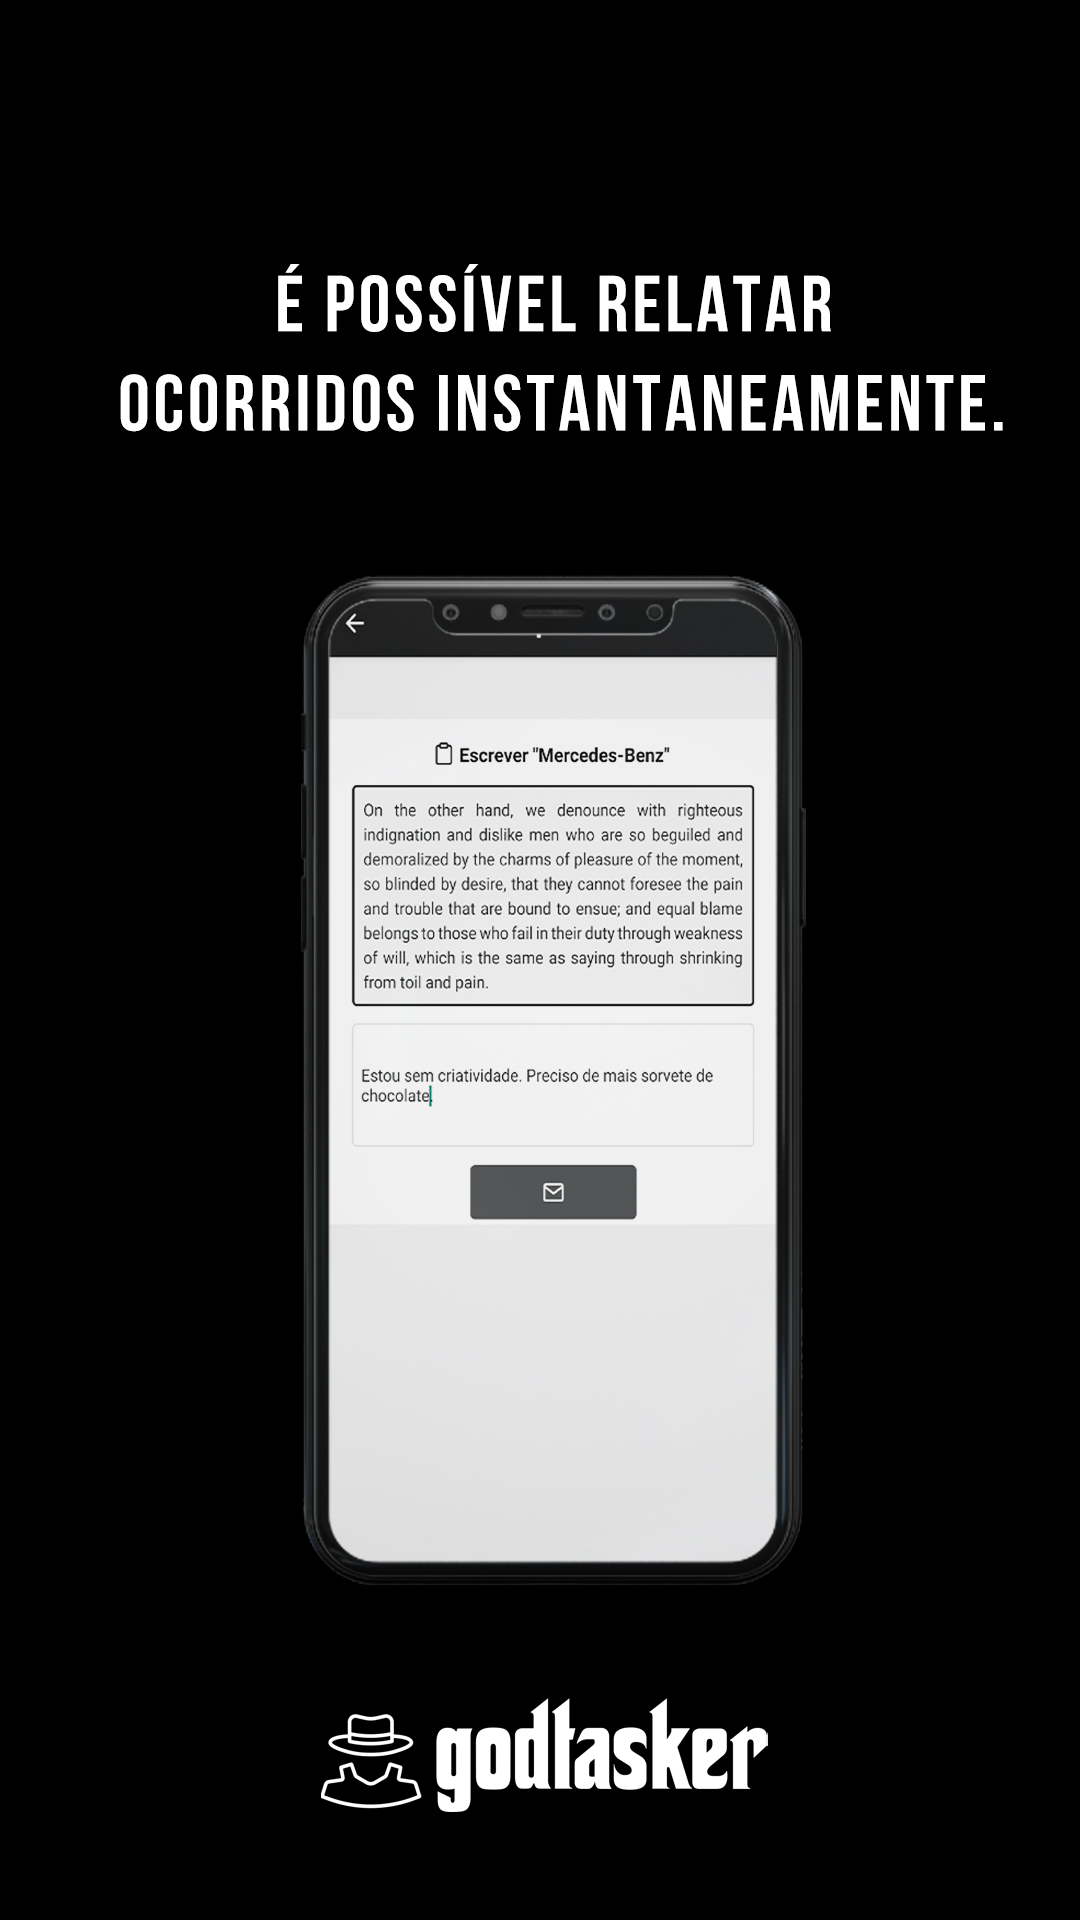 É POSSÍVEL RELATAR
OCORRIDOS INSTANTANEAMENTE.
Escrever "Mercedes-Benz"
On the other hand, we denounce with righteous
indignation and dislike men who are so beguiled and
demoralized by the charms of pleasure of the moment,
so blinded by desire, that they cannot foresee the pain
and trouble that are bound to ensue; and equal blame
belongs to those who fail in their duty through weakness
of will, which is the same as saying through shrinking
from toil and pain.
Estou sem criatividade. Preciso de mais sorvete de
chocolate.
godtasker